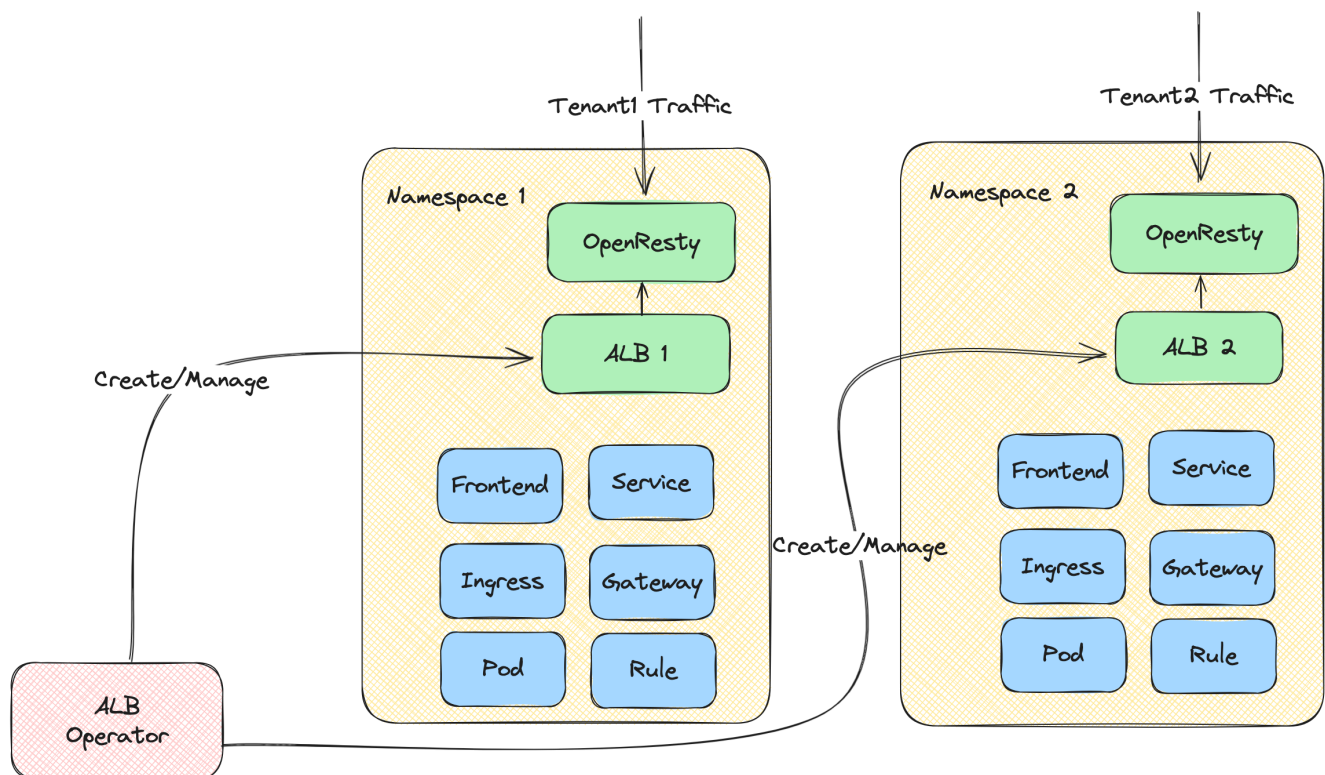 Tenant1 Traffic
Tenant2 Traffic
Namespace 1
OpenResty
ALB 1
Create/Manage
Frontend
Service
Ingress
Gateway
Pod
Rule
Namespace 2
OpenResty
ALB 2
Create/Manage
Frontend
Service
Ingress
Gateway
Pod
Rule
ALB
Operator